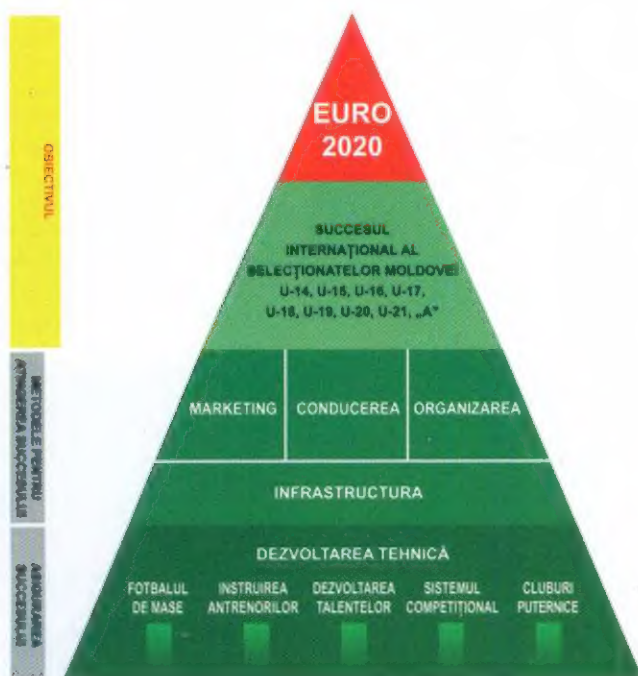 EURO
2020
OBIECTIVUL
SUCCESUL
INTERNAȚIONAL AL
SELECȚIONATELOR MOLDOVEI
U-14, U-15, U-16, U-17,
U-18, U-19, U-20, U-21, „A”
METODELE PENTRU
ATINGEREA SUCCESULUI
MARKETING
CONDUCEREA
ORGANIZAREA
INFRASTRUCTURA
ASIGURAREA
SUCCESULUI
DEZVOLTAREA TEHNICĂ
FOTBALUL
DE MASE
INSTRUIREA
ANTRENORILOR
DEZVOLTAREA
TALENTELOR
SISTEMUL
COMPETIȚIONAL
CLUBURI
PUTERNICE